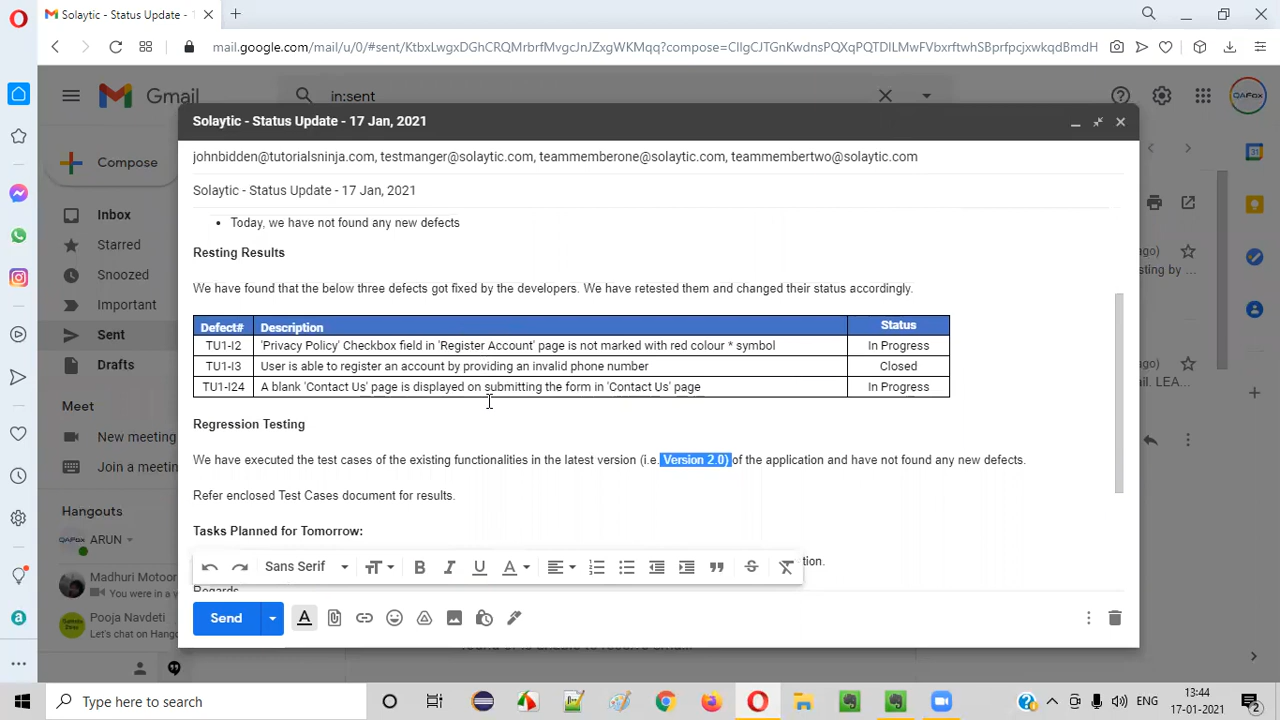 Solaytic - Status Update - 17 Jan
mail.google.com/mail/u/0/#sent/KtbxLwgxDGhCRQMrbrfMvgcJnJZxgWKMqq?compose=CllgCJTGnKwdnsPQXqPQTDILMwFVbxrftwhSBprfpcjxwkqdBmdH
Gmail
in:sent
QAFox
Solaytic - Status Update - 17 Jan, 2021
Compose
johnbidden@tutorialsninja.com, testmanger@solaytic.com, teammemberone@solaytic.com, teammembertwo@solaytic.com
Solaytic - Status Update - 17 Jan, 2021
Inbox
Starred
Snoozed
Important
Sent
Drafts
Meet
New meeting
Join a meeting
Hangouts
ARUN
Madhuri Motoor
You were in a v
Pooja Navdeti
Let's chat on Hango
• Today, we have not found any new defects
Resting Results
We have found that the below three defects got fixed by the developers. We have retested them and changed their status accordingly.
Defect# Description Status
TU1-I2 'Privacy Policy' Checkbox field in 'Register Account' page is not marked with red colour * symbol In Progress
TU1-I3 User is able to register an account by providing an invalid phone number Closed
TU1-I24 A blank 'Contact Us' page is displayed on submitting the form in 'Contact Us' page In Progress
Regression Testing
We have executed the test cases of the existing functionalities in the latest version (i.e. Version 2.0) of the application and have not found any new defects.
Refer enclosed Test Cases document for results.
Tasks Planned for Tomorrow:
tion.
Sans Serif
Regards
Send
ago)
sting by ...
ago)
il. LEA...
Type here to search
ENG
13:44
17-01-2021
2